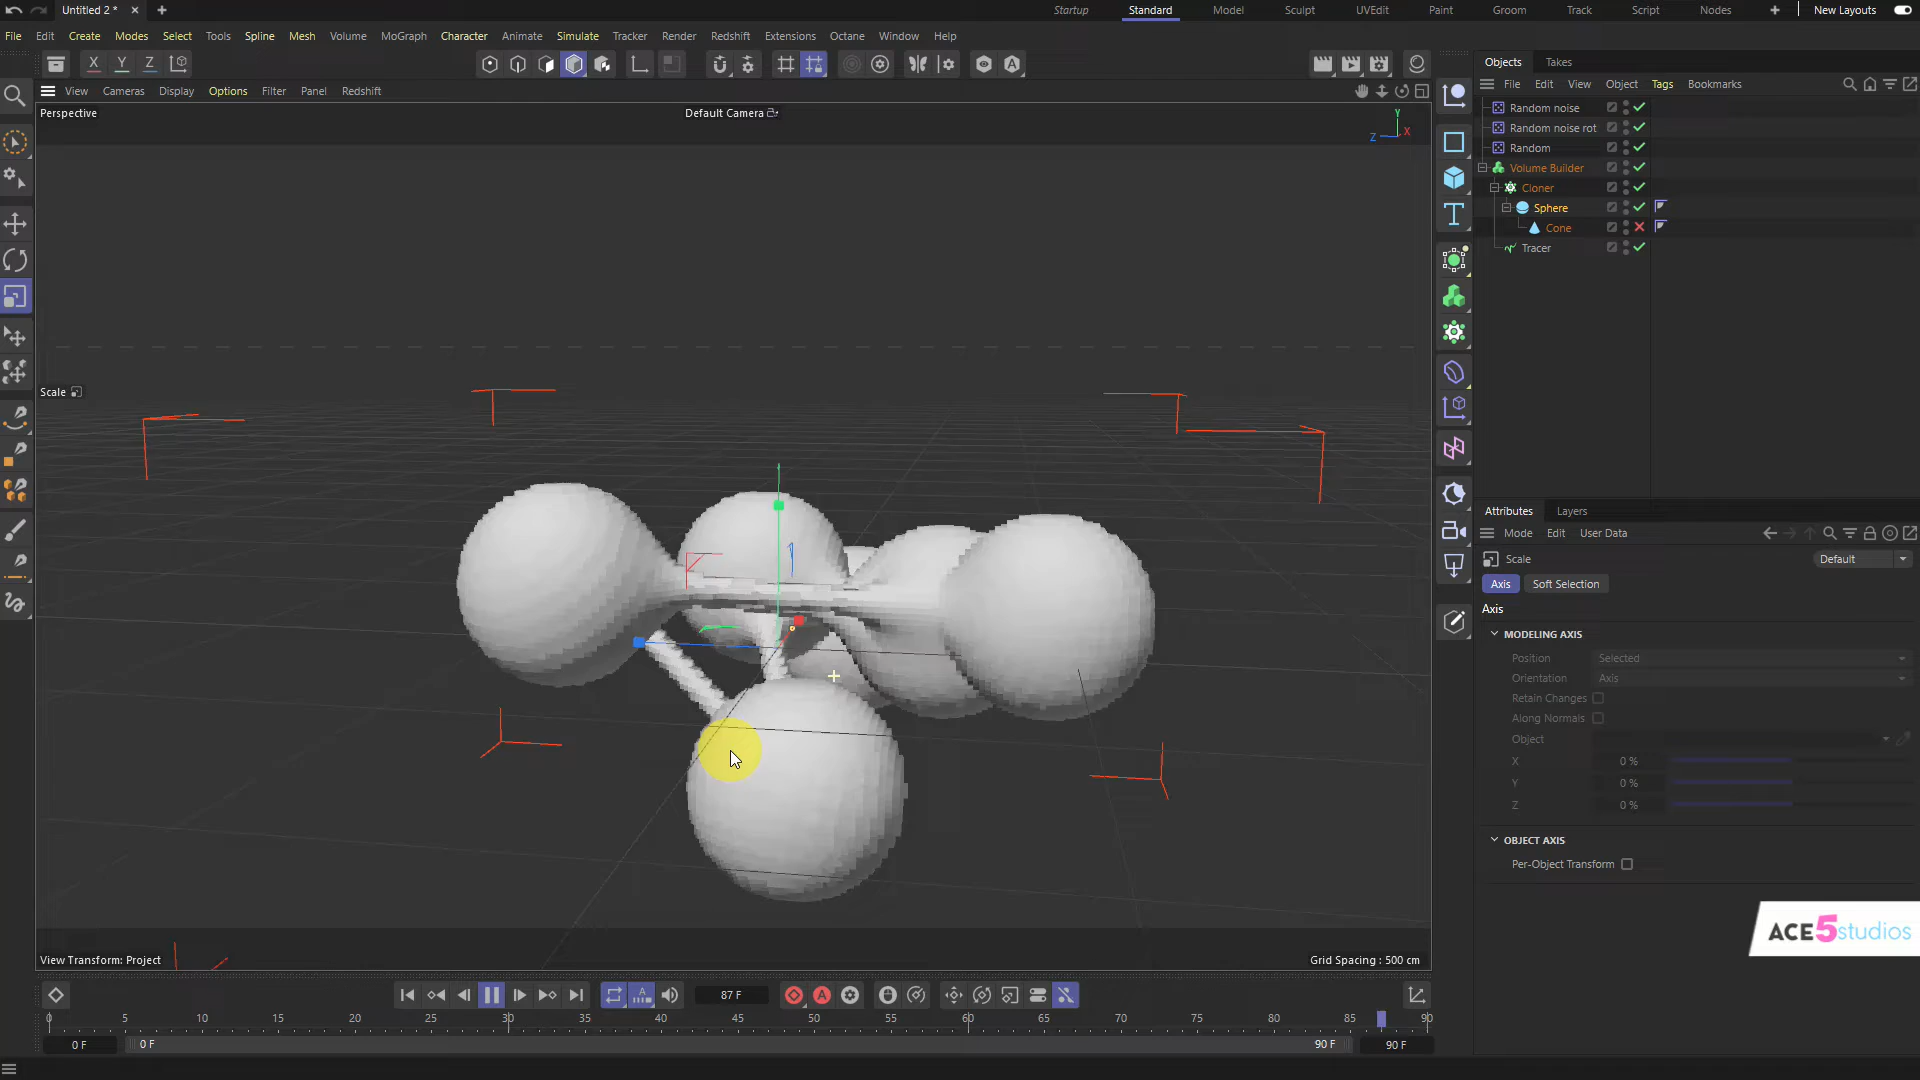 Untitled 2 *
Startup Standard Model Sculpt UVEdit Paint Groom Track Script Nodes New Layouts
File Edit Create Modes Select Tools Spline Mesh Volume MoGraph Character Animate Simulate Tracker Render Redshift Extensions Octane Window Help
X Y Z
Objects Takes
View Cameras Display Options Filter Panel Redshift
File Edit View Object Tags Bookmarks
Perspective
Default Camera
Y
X
Z
Random noise
Random noise rot
Random
Volume Builder
Cloner
Sphere
Cone
Tracer
Scale
Attributes Layers
Mode Edit User Data
Scale
Default
Axis Soft Selection
Axis
MODELING AXIS
Position Selected
Orientation Axis
Retain Changes
Along Normals
Object
X 0 %
Y 0 %
Z 0 %
OBJECT AXIS
Per-Object Transform
ACE5studios
View Transform: Project
Grid Spacing : 500 cm
87 F
0 5 10 15 20 25 30 35 40 45 50 55 60 65 70 75 80 85 90
0 F 0 F 90 F 90 F